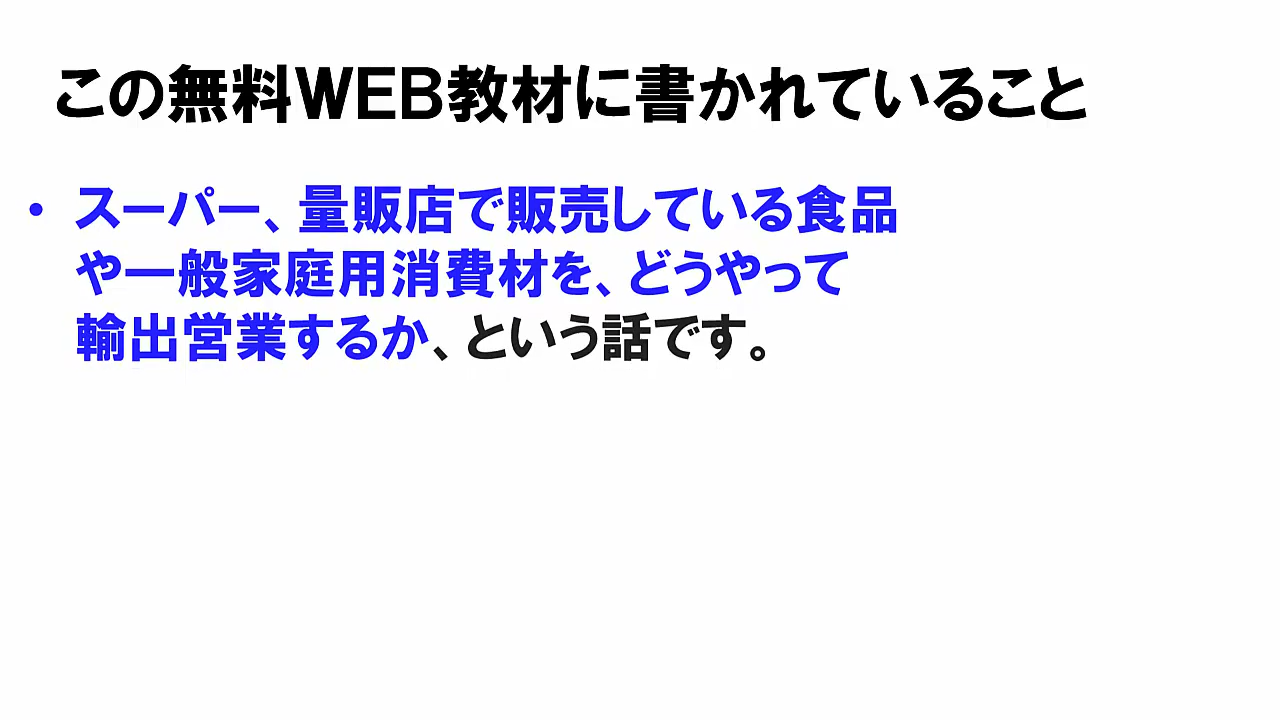 この無料WEB教材に書かれていること
• スーパー、量販店で販売している食品
や一般家庭用消費材を、どうやって
輸出営業するか、という話です。